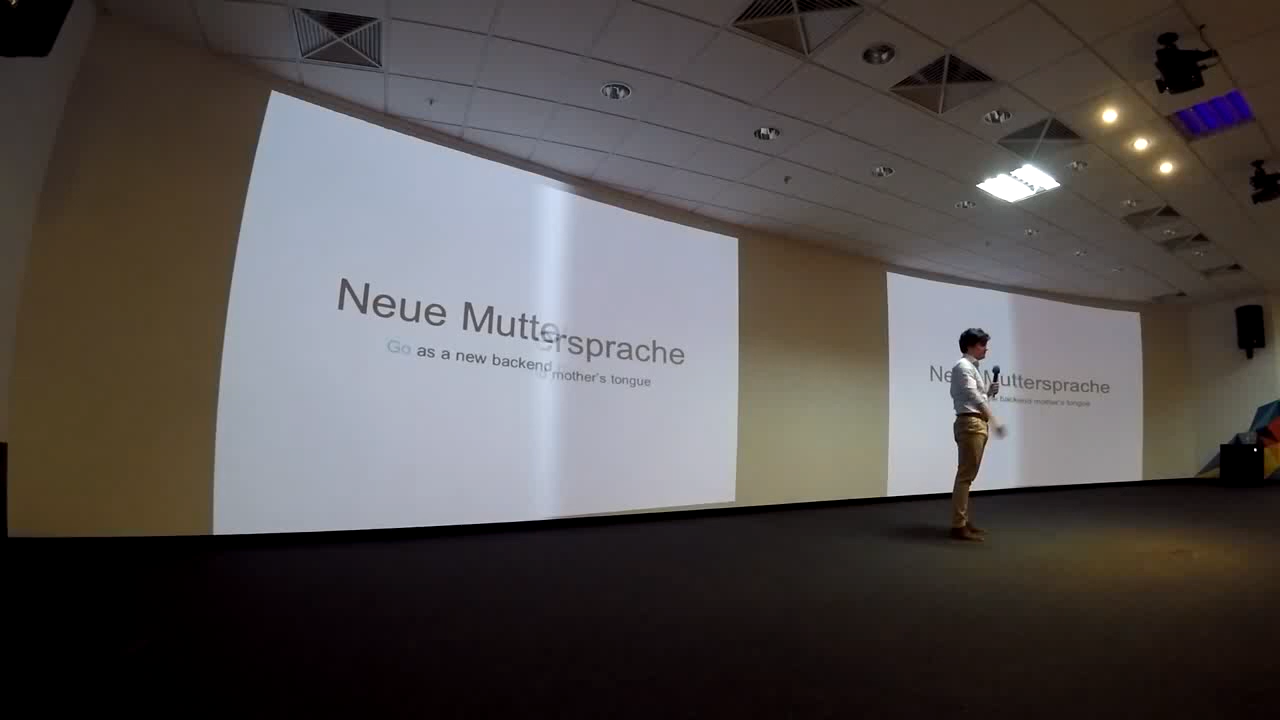 Neue Muttersprache
Go as a new backend mother's tongue
Neue Muttersprache
backend mother's tongue